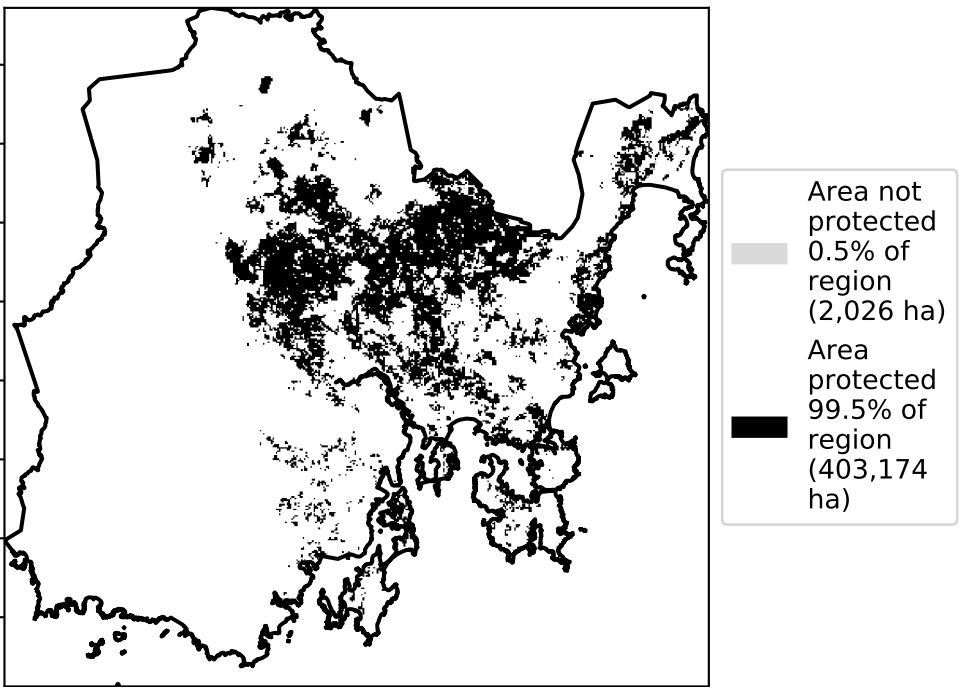 Area not
protected
0.5% of
region
(2,026 ha)
Area
protected
99.5% of
region
(403,174
ha)